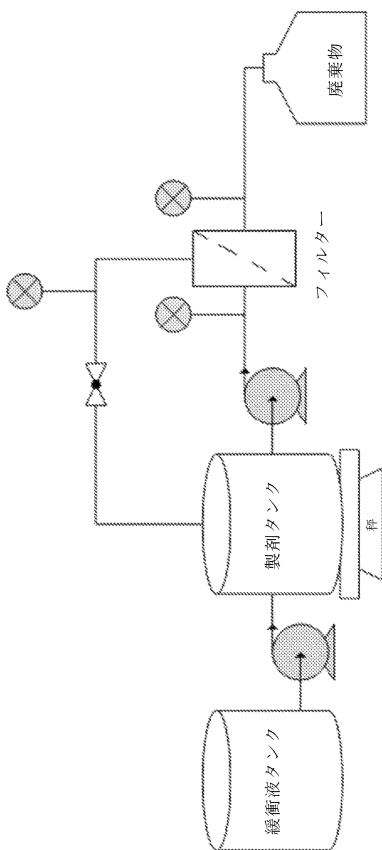 緩衝液タンク
製剤タンク
秤
フィルター
廃棄物